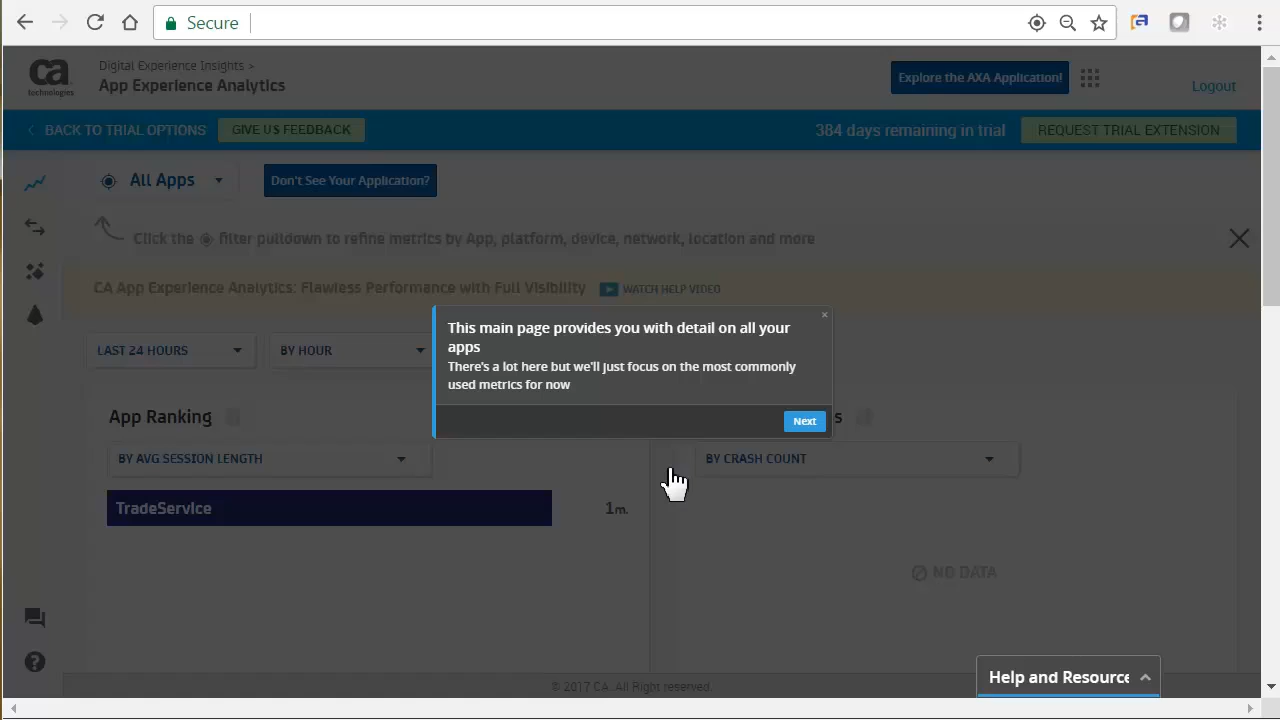 Secure
ca
technologies
Digital Experience Insights >
App Experience Analytics
Explore the AXA Application!
Logout
BACK TO TRIAL OPTIONS
GIVE US FEEDBACK
384 days remaining in trial
REQUEST TRIAL EXTENSION
All Apps
Don't See Your Application?
Click the filter pulldown to refine metrics by App, platform, device, network, location and more
CA App Experience Analytics: Flawless Performance with Full Visibility
WATCH HELP VIDEO
This main page provides you with detail on all your
apps
There's a lot here but we'll just focus on the most commonly
used metrics for now
Next
LAST 24 HOURS
BY HOUR
App Ranking
BY AVG SESSION LENGTH
BY CRASH COUNT
TradeService
1m.
NO DATA
© 2017 CA. All Right reserved.
Help and Resource